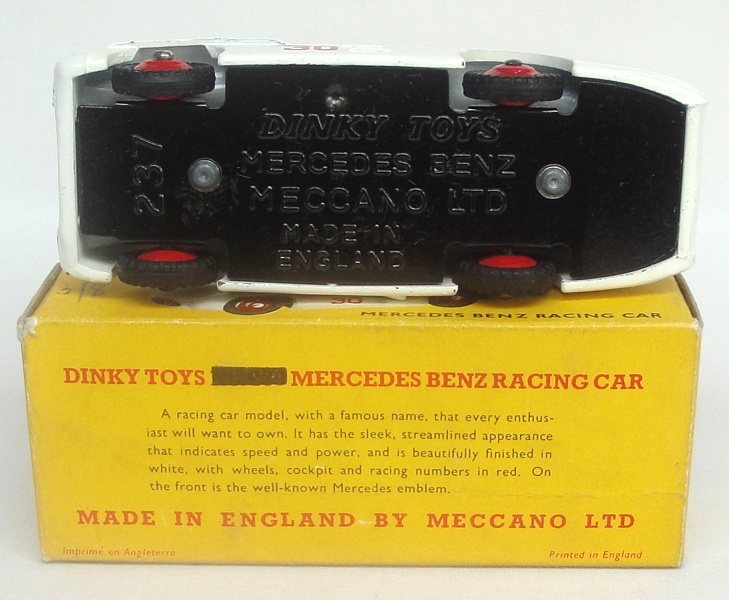 30
DINKY TOYS
237
MERCEDES BENZ
MECCANO LTD
MADE IN
ENGLAND
30
MERCEDES BENZ RACING CAR
DINKY TOYS MERCEDES BENZ RACING CAR
A racing car model, with a famous name, that every enthus-
iast will want to own. It has the sleek, streamlined appearance
that indicates speed and power, and is beautifully finished in
white, with wheels, cockpit and racing numbers in red. On
the front is the well-known Mercedes emblem.
MADE IN ENGLAND BY MECCANO LTD
Imprimé en Angleterre
Printed in England